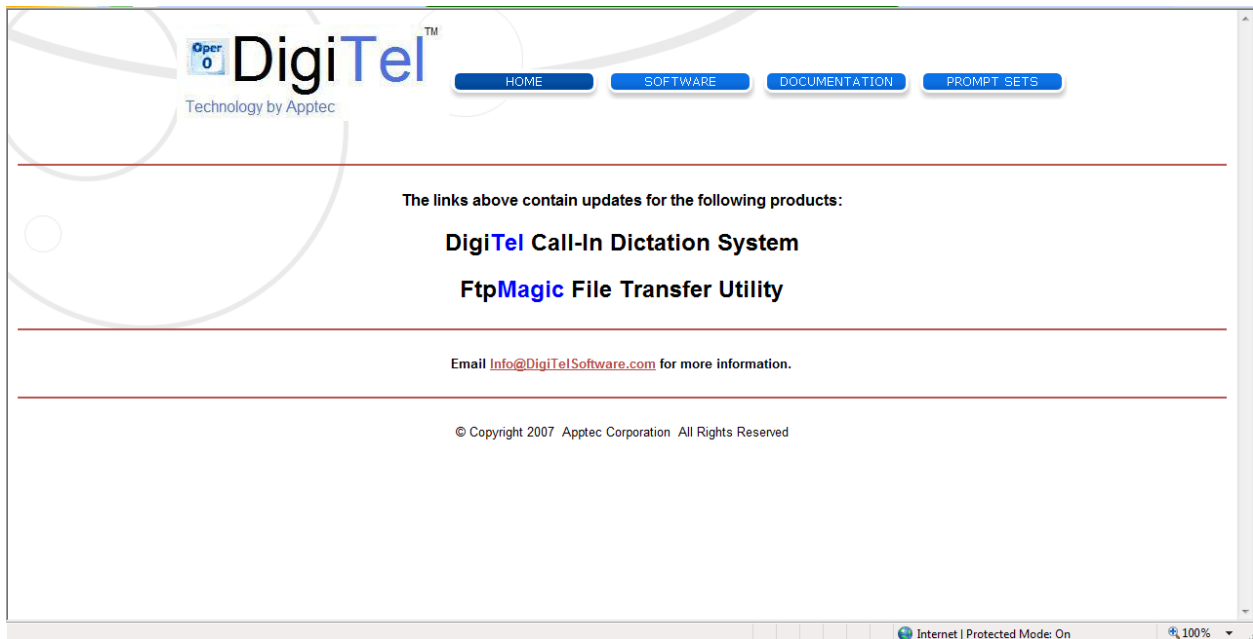 Oper
0
DigiTel™
Technology by Apptec
HOME SOFTWARE DOCUMENTATION PROMPT SETS
The links above contain updates for the following products:
DigiTel Call-In Dictation System
FtpMagic File Transfer Utility
Email Info@DigiTelSoftware.com for more information.
© Copyright 2007 Apptec Corporation All Rights Reserved
Internet | Protected Mode: On 100%